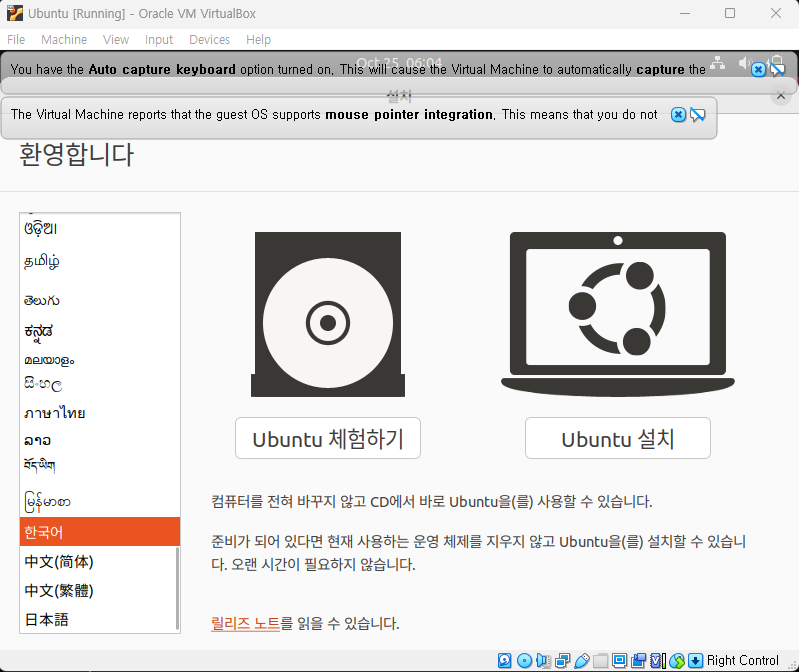 Ubuntu [Running] - Oracle VM VirtualBox
File Machine View Input Devices Help
Oct 25 06:04
You have the Auto capture keyboard option turned on. This will cause the Virtual Machine to automatically capture the
설치
The Virtual Machine reports that the guest OS supports mouse pointer integration. This means that you do not
환영합니다
ଓଡ଼ିଆ
தமிழ்
తెలుగు
ಕನ್ನಡ
മലയാളം
සිංහල
ภาษาไทย
ລາວ
བོད་ཡིག
မြန်မာစာ
한국어
中文(简体)
中文(繁體)
日本語
Ubuntu 체험하기
Ubuntu 설치
컴퓨터를 전혀 바꾸지 않고 CD에서 바로 Ubuntu을(를) 사용할 수 있습니다.
준비가 되어 있다면 현재 사용하는 운영 체제를 지우지 않고 Ubuntu을(를) 설치할 수 있습니
다. 오랜 시간이 필요하지 않습니다.
릴리즈 노트를 읽을 수 있습니다.
Right Control